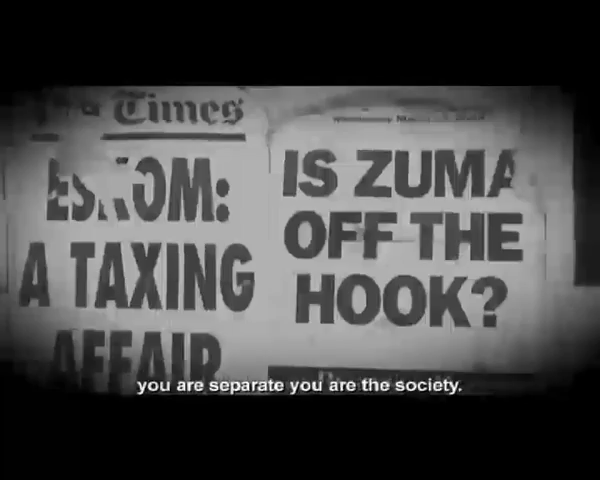 Times
ESKOM:
A TAXING
AFFAIR
IS ZUMA
OFF THE
HOOK?
you are separate you are the society.